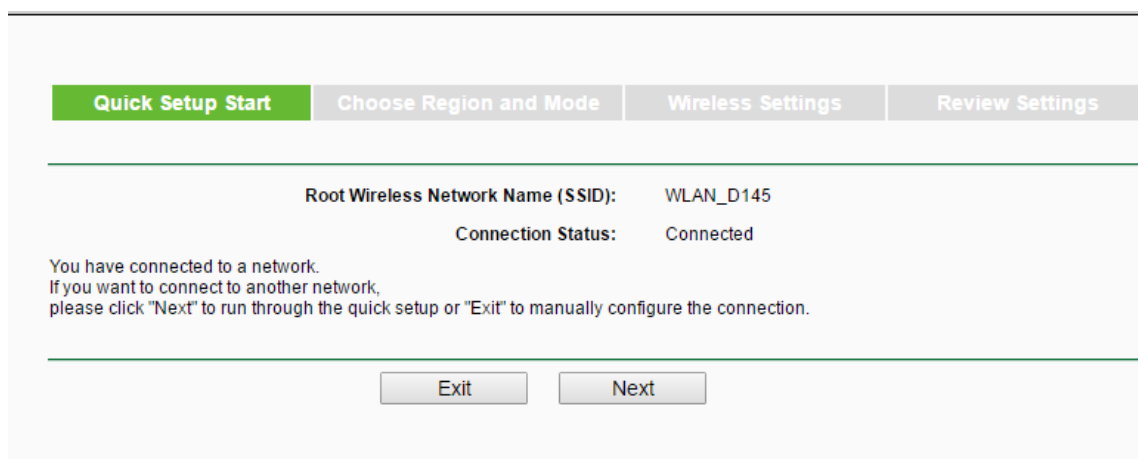 Quick Setup Start Choose Region and Mode Wireless Settings Review Settings
Root Wireless Network Name (SSID): WLAN_D145
Connection Status: Connected
You have connected to a network.
If you want to connect to another network,
please click "Next" to run through the quick setup or "Exit" to manually configure the connection.
Exit Next